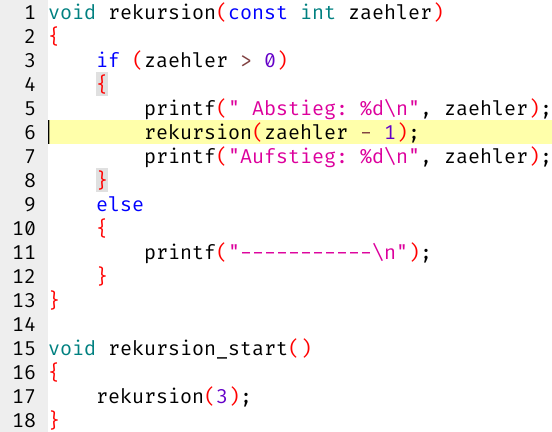 1 void rekursion(const int zaehler)
2 {
3     if (zaehler > 0)
4     {
5         printf(" Abstieg: %d\n", zaehler);
6         rekursion(zaehler - 1);
7         printf("Aufstieg: %d\n", zaehler);
8     }
9     else
10     {
11         printf("-----------\n");
12     }
13 }
14
15 void rekursion_start()
16 {
17     rekursion(3);
18 }